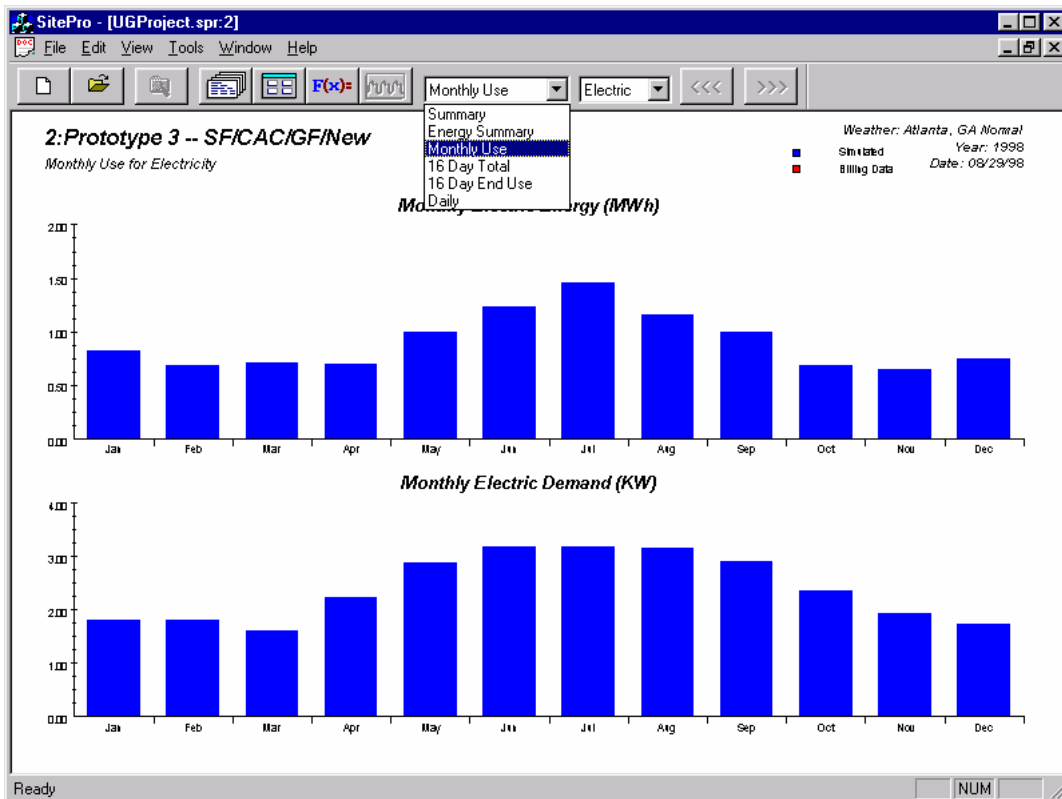 SitePro - [UGProject.spr:2]
File Edit View Tools Window Help
F(x)= Monthly Use Electric <<< >>>
Summary
Energy Summary
Monthly Use
16 Day Total
16 Day End Use
Daily
2:Prototype 3 -- SF/CAC/GF/New
Monthly Use for Electricity
Weather: Atlanta, GA Normal
Year: 1998
Date: 08/29/98
Simulated
Billing Data
Energy (MWh)
2.00
1.50
1.00
0.50
0.00
Jan Feb Mar Apr May Jun Jul Aug Sep Oct Nov Dec
Monthly Electric Demand (KW)
4.00
3.00
2.00
1.00
0.00
Jan Feb Mar Apr May Jun Jul Aug Sep Oct Nov Dec
Ready NUM